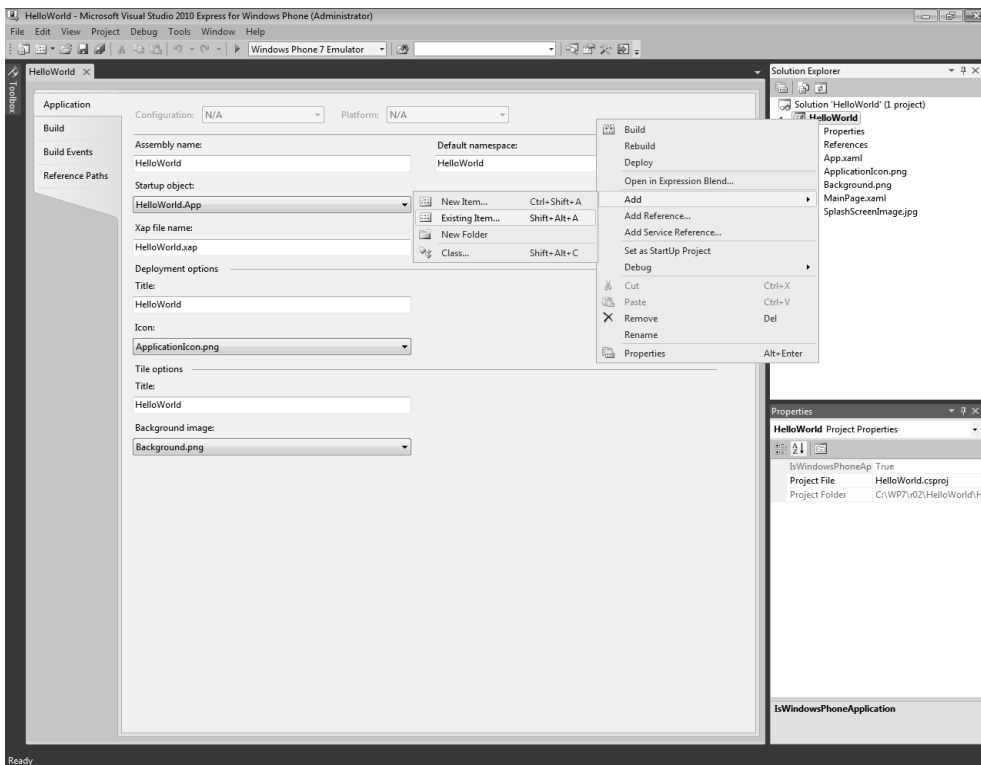 HelloWorld - Microsoft Visual Studio 2010 Express for Windows Phone (Administrator)
File Edit View Project Debug Tools Window Help
Windows Phone 7 Emulator
Toolbox
HelloWorld
Application
Build
Build Events
Reference Paths
Configuration: N/A Platform: N/A
Assembly name:
HelloWorld
Default namespace:
HelloWorld
Startup object:
HelloWorld.App
Xap file name:
HelloWorld.xap
Deployment options
Title:
HelloWorld
Icon:
ApplicationIcon.png
Tile options
Title:
HelloWorld
Background image:
Background.png
New Item... Ctrl+Shift+A
Existing Item... Shift+Alt+A
New Folder
Class... Shift+Alt+C
Build
Rebuild
Deploy
Open in Expression Blend...
Add
Add Reference...
Add Service Reference...
Set as StartUp Project
Debug
Cut Ctrl+X
Paste Ctrl+V
Remove Del
Rename
Properties Alt+Enter
Solution Explorer
Solution 'HelloWorld' (1 project)
HelloWorld
Properties
References
App.xaml
ApplicationIcon.png
Background.png
MainPage.xaml
SplashScreenImage.jpg
Properties
HelloWorld Project Properties
IsWindowsPhoneAp True
Project File HelloWorld.csproj
Project Folder C:\WP7\r02\HelloWorld\H
IsWindowsPhoneApplication
Ready